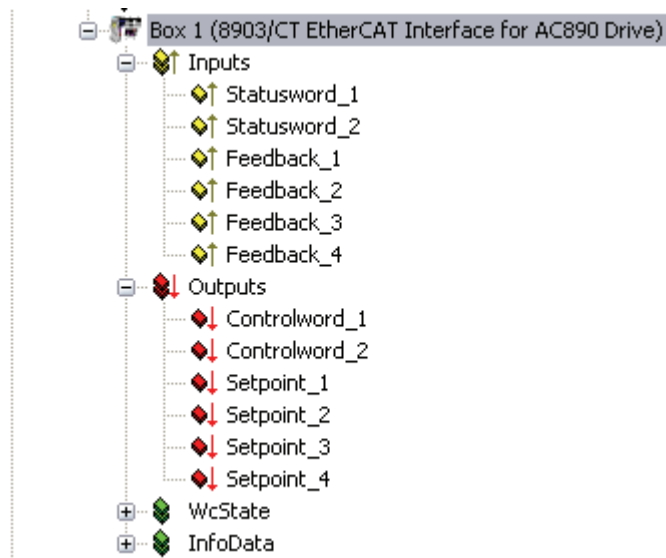 Box 1 (8903/CT EtherCAT Interface for AC890 Drive)
Inputs
Statusword_1
Statusword_2
Feedback_1
Feedback_2
Feedback_3
Feedback_4
Outputs
Controlword_1
Controlword_2
Setpoint_1
Setpoint_2
Setpoint_3
Setpoint_4
WcState
InfoData